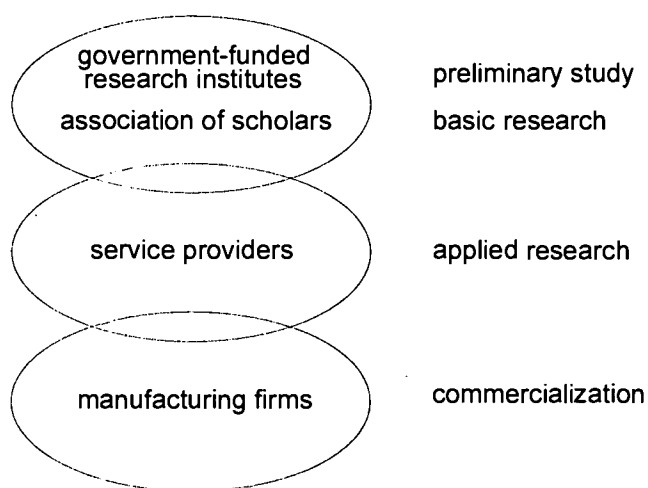 government-funded
research institutes
preliminary study
association of scholars
basic research
service providers
applied research
manufacturing firms
commercialization